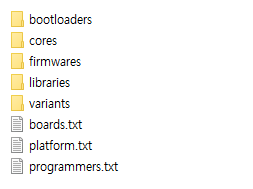 bootloaders
cores
firmwares
libraries
variants
boards.txt
platform.txt
programmers.txt